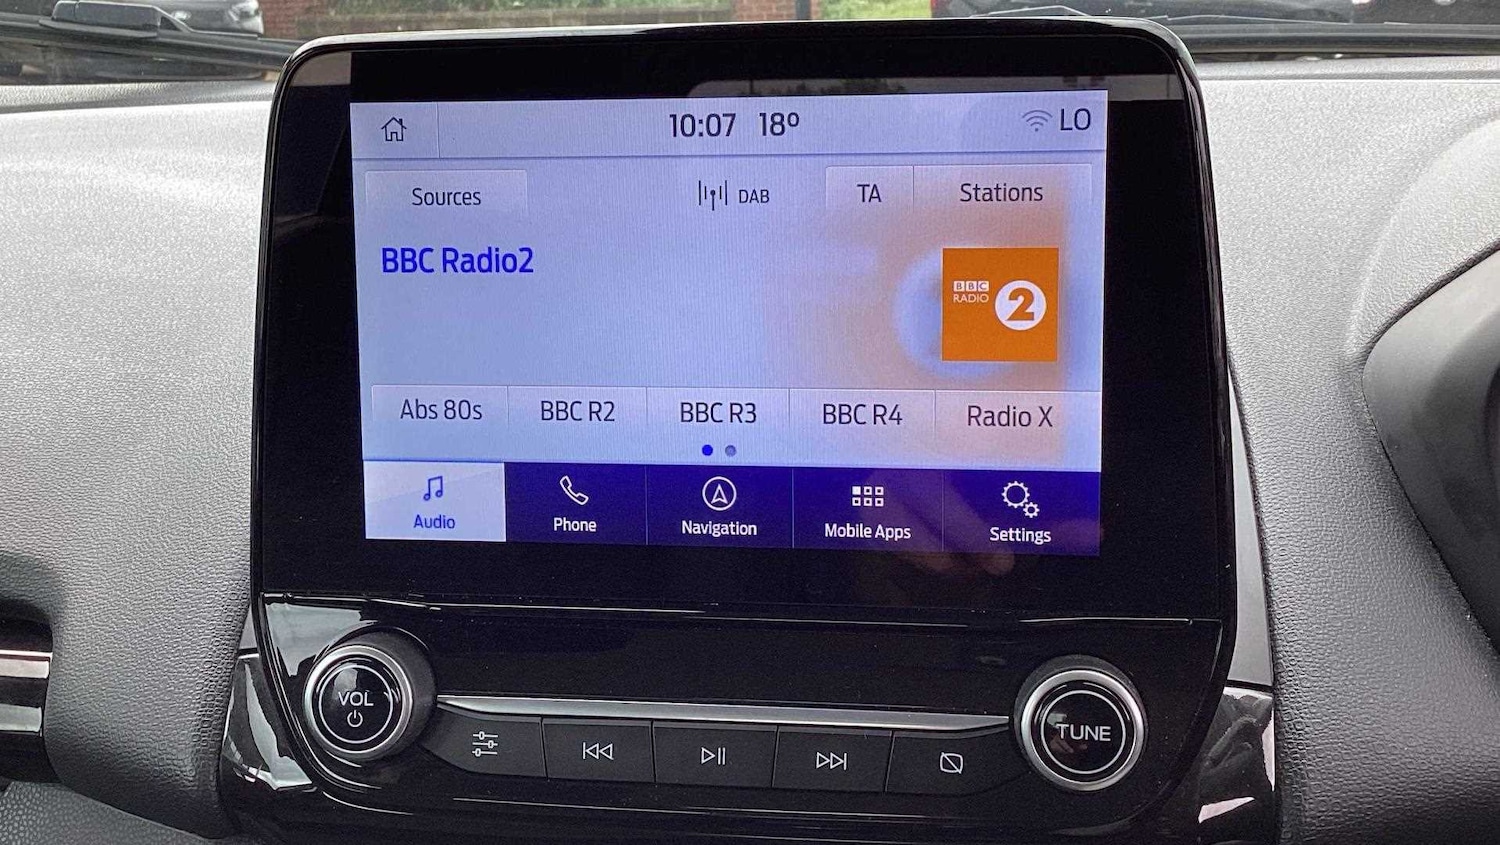 10:07 18º LO
Sources DAB TA Stations
BBC Radio2
BBC
RADIO 2
Abs 80s BBC R2 BBC R3 BBC R4 Radio X
Audio Phone Navigation Mobile Apps Settings
VOL
TUNE